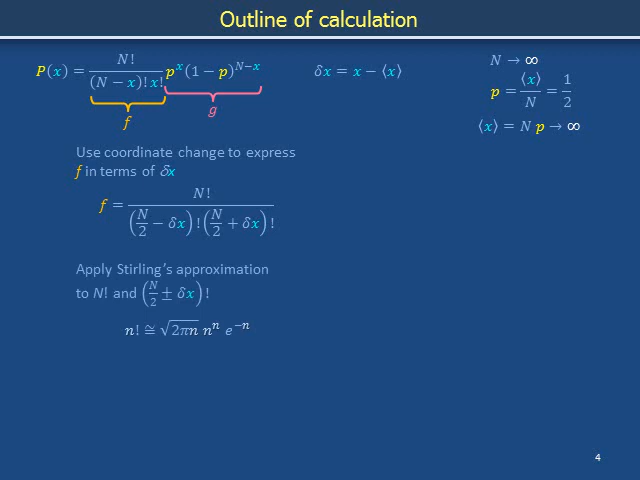 Outline of calculation
P(x) = N! / (N − x)! x! p^x (1 − p)^{N−x}
δx = x − ⟨x⟩
N → ∞
p = ⟨x⟩ / N = 1 / 2
⟨x⟩ = N p → ∞
f
g
Use coordinate change to express
f in terms of δx
f = N! / (N/2 − δx)! (N/2 + δx)!
Apply Stirling's approximation
to N! and (N/2 ± δx)!
n! ≅ √(2πn) n^n e^{−n}
4